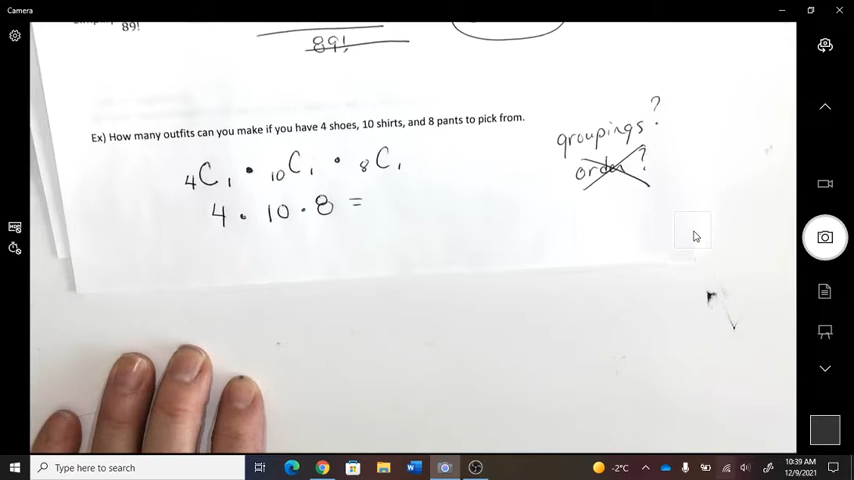 Camera
89!
89!
Ex) How many outfits can you make if you have 4 shoes, 10 shirts, and 8 pants to pick from.
groupings?
order?
4C1 • 10C1 • 8C1
4 • 10 • 8 =
Type here to search
-2°C
10:39 AM
12/9/2021